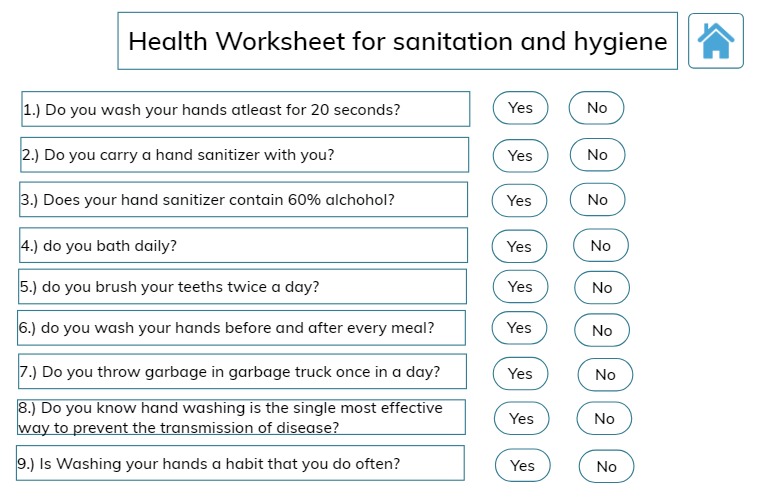 Health Worksheet for sanitation and hygiene
1.) Do you wash your hands atleast for 20 seconds? Yes No
2.) Do you carry a hand sanitizer with you? Yes No
3.) Does your hand sanitizer contain 60% alchohol? Yes No
4.) do you bath daily? Yes No
5.) do you brush your teeths twice a day? Yes No
6.) do you wash your hands before and after every meal? Yes No
7.) Do you throw garbage in garbage truck once in a day? Yes No
8.) Do you know hand washing is the single most effective
way to prevent the transmission of disease? Yes No
9.) Is Washing your hands a habit that you do often? Yes No